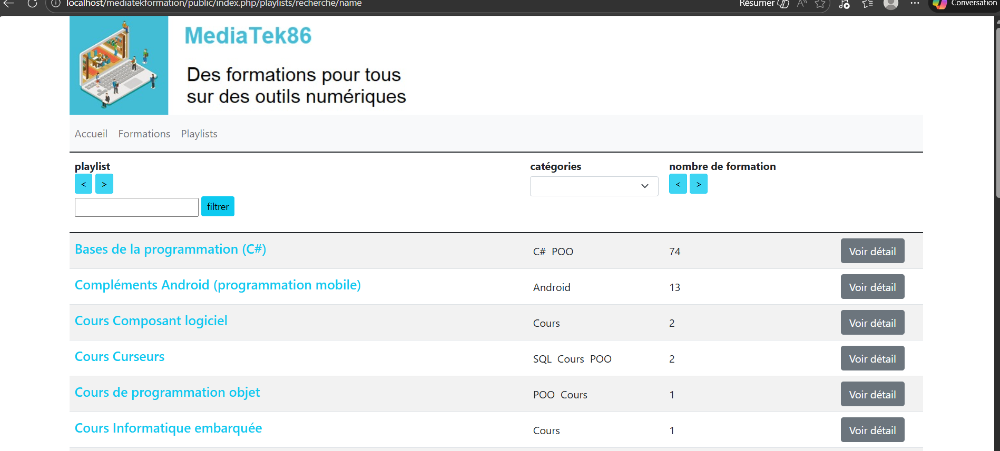 localhost/mediatekformation/public/index.php/playlists/recherche/name
Résumer
Conversation
MediaTek86
Des formations pour tous
sur des outils numériques
Accueil Formations Playlists
playlist catégories nombre de formation
< > < >
filtrer
Bases de la programmation (C#) C# POO 74 Voir détail
Compléments Android (programmation mobile) Android 13 Voir détail
Cours Composant logiciel Cours 2 Voir détail
Cours Curseurs SQL Cours POO 2 Voir détail
Cours de programmation objet POO Cours 1 Voir détail
Cours Informatique embarquée Cours 1 Voir détail